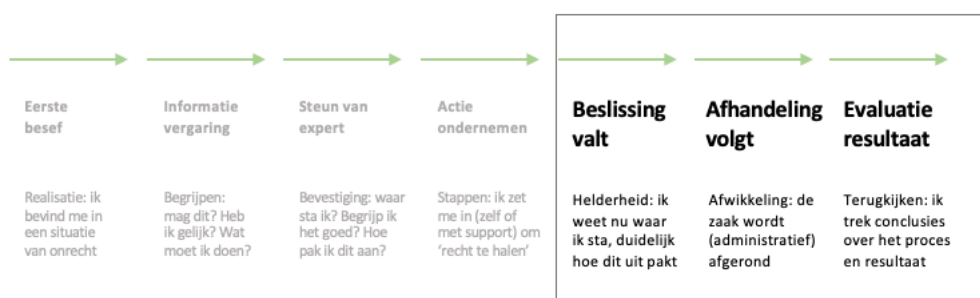 Eerste
besef
Informatie
vergaring
Steun van
expert
Actie
ondernemen
Beslissing
valt
Afhandeling
volgt
Evaluatie
resultaat
Realisatie: ik
bevind me in
een situatie
van onrecht
Begrijpen:
mag dit? Heb
ik gelijk? Wat
moet ik doen?
Bevestiging: waar
sta ik? Begrijp ik
het goed? Hoe
pak ik dit aan?
Stappen: ik zet
me in (zelf of
met support) om
‘recht te halen’
Helderheid: ik
weet nu waar
ik sta, duidelijk
hoe dit uit pakt
Afwikkeling: de
zaak wordt
(administratief)
afgerond
Terugkijken: ik
trek conclusies
over het proces
en resultaat